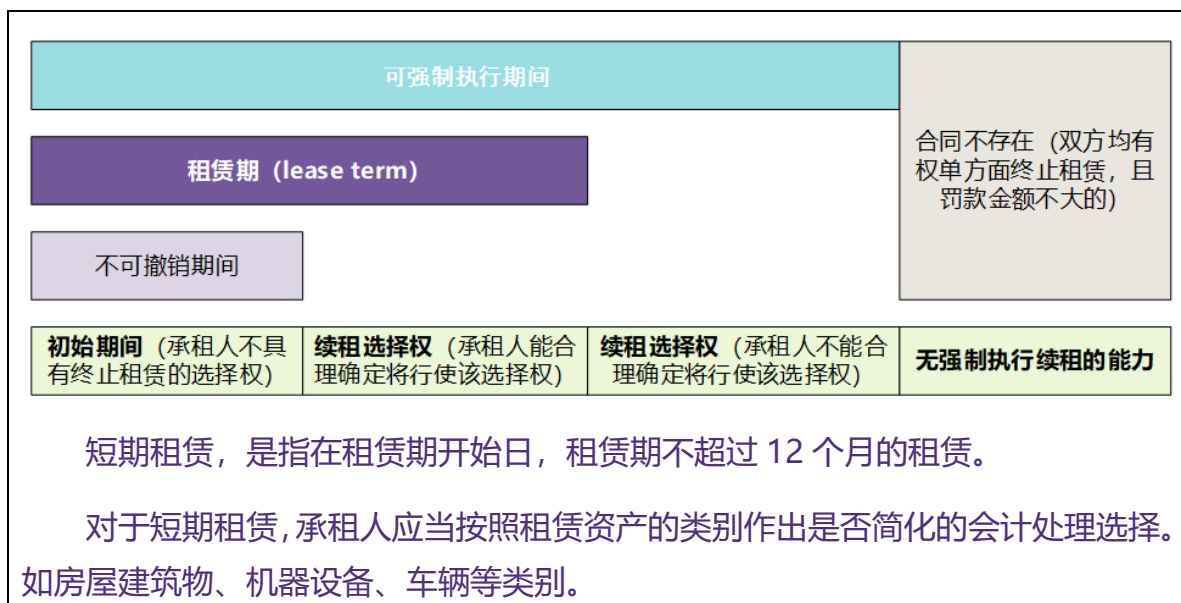 可强制执行期间
合同不存在（双方均有
权单方面终止租赁，且
罚款金额不大的）
租赁期（lease term）
不可撤销期间
初始期间（承租人不具
有终止租赁的选择权）
续租选择权（承租人能合
理确定将行使该选择权）
续租选择权（承租人不能合
理确定将行使该选择权）
无强制执行续租的能力
短期租赁，是指在租赁期开始日，租赁期不超过 12 个月的租赁。
对于短期租赁，承租人应当按照租赁资产的类别作出是否简化的会计处理选择。
如房屋建筑物、机器设备、车辆等类别。